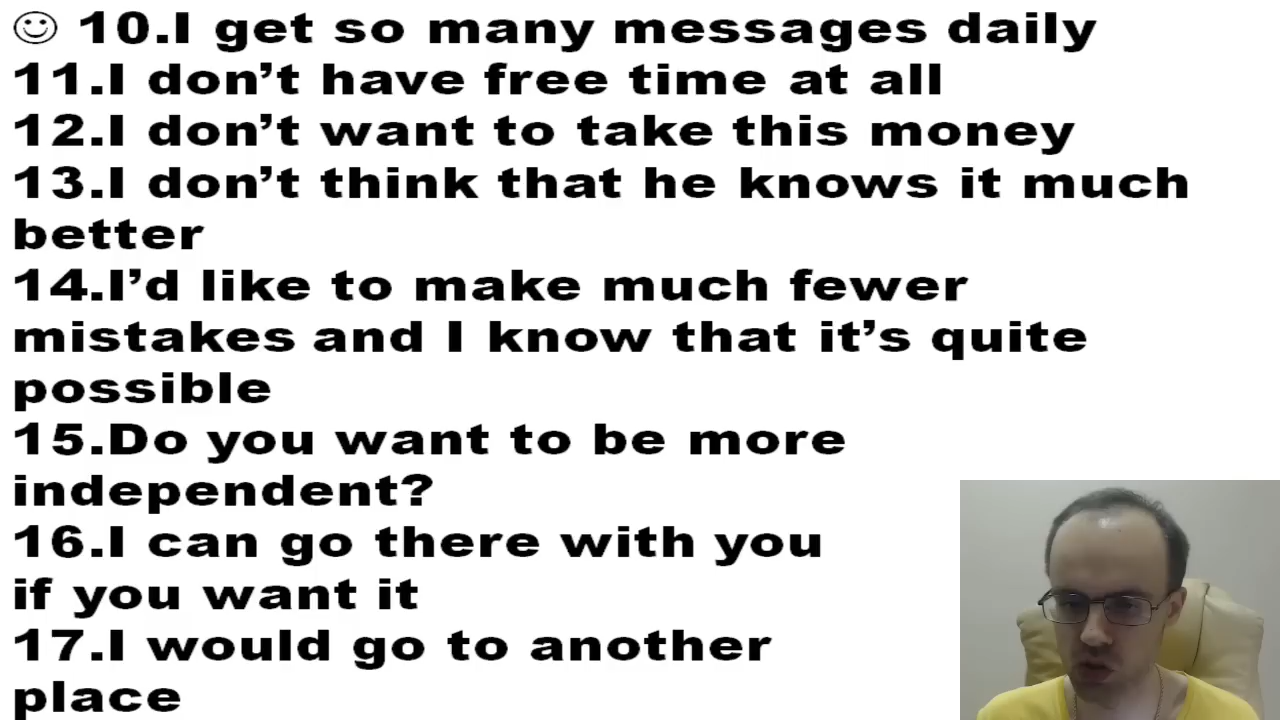 ☺ 10.I get so many messages daily
11.I don’t have free time at all
12.I don’t want to take this money
13.I don’t think that he knows it much
better
14.I’d like to make much fewer
mistakes and I know that it’s quite
possible
15.Do you want to be more
independent?
16.I can go there with you
if you want it
17.I would go to another
place